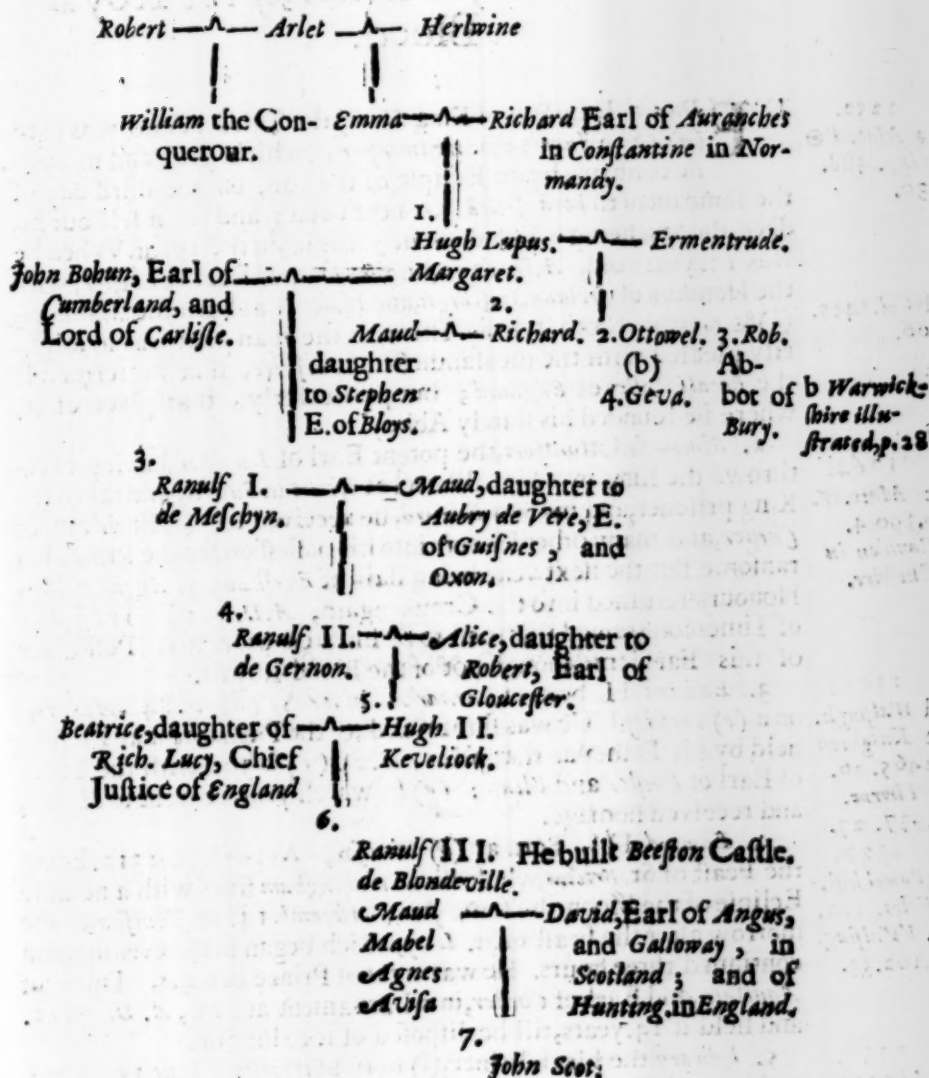 Robert Arlet Herlwine
William the Con- Emma Richard Earl of Auranches
querour. in Constantine in Nor-
mandy.
1.
Hugh Lupus. Ermentrude.
John Bohun, Earl of Margaret.
Cumberland, and 2.
Lord of Carlisle. Maud Richard. 2. Ottowel. 3. Rob.
daughter (b) Ab-
to Stephen 4. Geva. bot of b Warwick-
E. of Bloys. Bury. shire illu-
strated, p. 28
3.
Ranulf I. Maud, daughter to
de Meschyn. Aubry de Vere, E.
of Guisnes, and
Oxon.
4.
Ranulf II. Alice, daughter to
de Gernon. Robert, Earl of
5. Gloucester.
Beatrice, daughter of Hugh II.
Rich. Lucy, Chief Keveliock.
Justice of England
6.
Ranulf III. He built Beeston Castle.
de Blondeville.
Maud David, Earl of Angus,
Mabel and Galloway, in
Agnes Scotland; and of
Avisa Hunting. in England.
7.
John Scot: